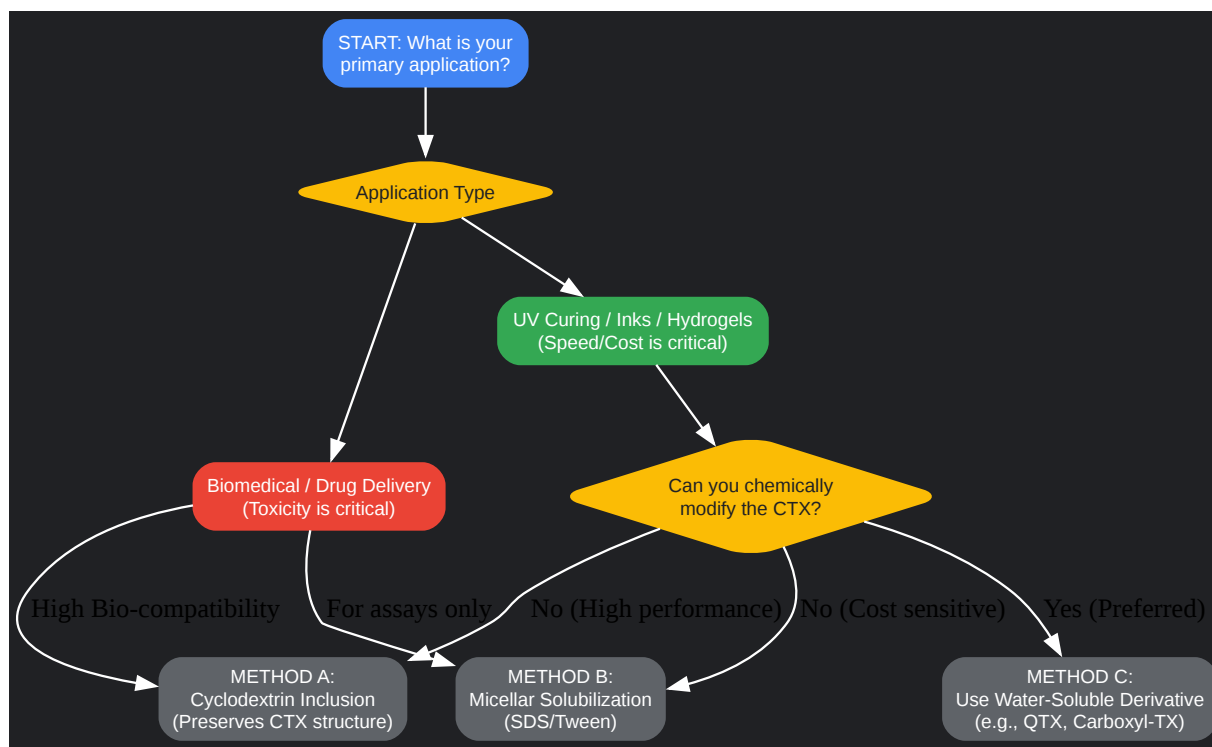 START: What is your
primary application?
Application Type
UV Curing / Inks / Hydrogels
(Speed/Cost is critical)
Biomedical / Drug Delivery
(Toxicity is critical)
Can you chemically
modify the CTX?
High Bio-compatibility
For assays only
No (High performance)
No (Cost sensitive)
Yes (Preferred)
METHOD A:
Cyclodextrin Inclusion
(Preserves CTX structure)
METHOD B:
Micellar Solubilization
(SDS/Tween)
METHOD C:
Use Water-Soluble Derivative
(e.g., QTX, Carboxyl-TX)